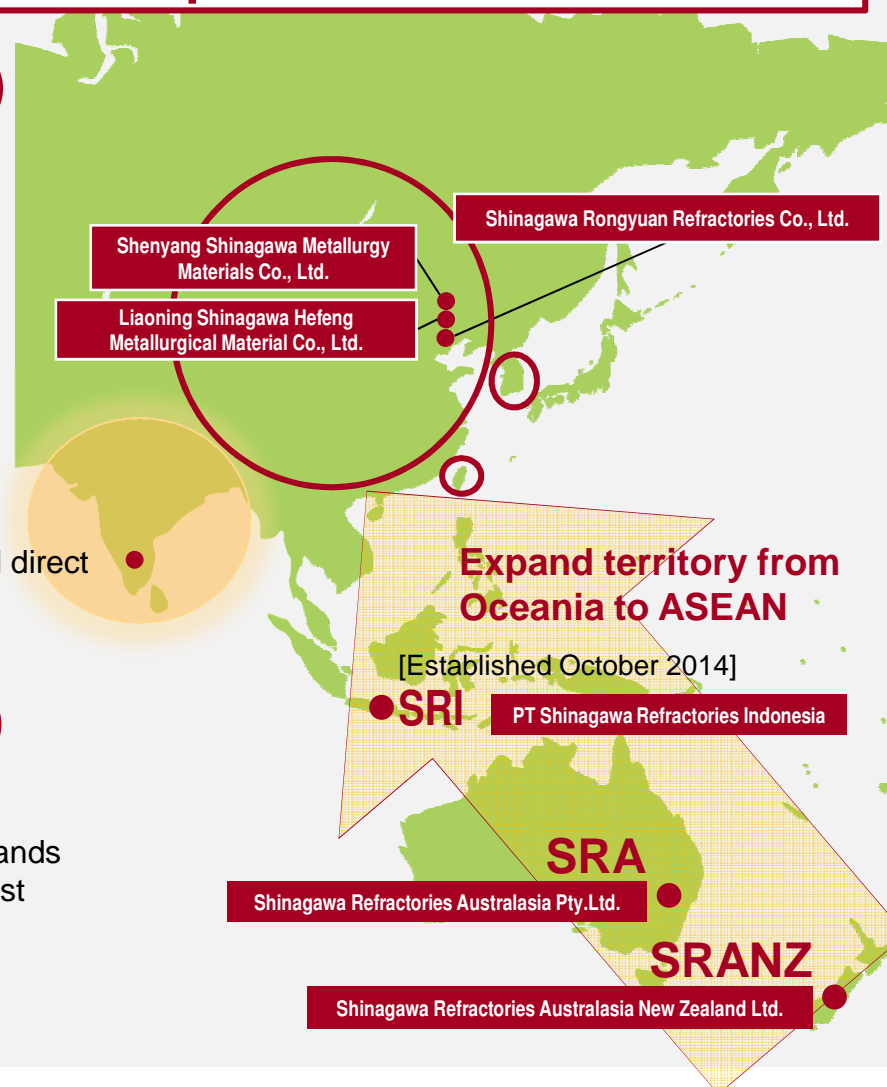 Shinagawa Rongyuan Refractories Co., Ltd.
Shenyang Shinagawa Metallurgy
Materials Co., Ltd.
Liaoning Shinagawa Hefeng
Metallurgical Material Co., Ltd.
direct
Expand territory from
Oceania to ASEAN
[Established October 2014]
SRI
PT Shinagawa Refractories Indonesia
SRA
Shinagawa Refractories Australasia Pty.Ltd.
SRANZ
Shinagawa Refractories Australasia New Zealand Ltd.